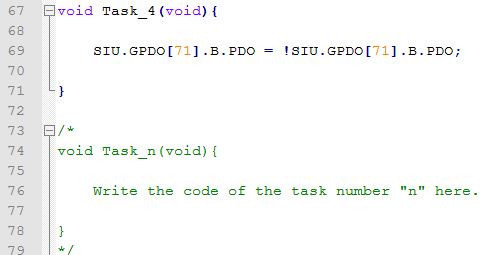 67 void Task_4(void){
68
69 SIU.GPDO[71].B.PDO = !SIU.GPDO[71].B.PDO;
70
71 }
72
73 /*
74 void Task_n(void){
75
76 Write the code of the task number "n" here.
77
78 }
79 */